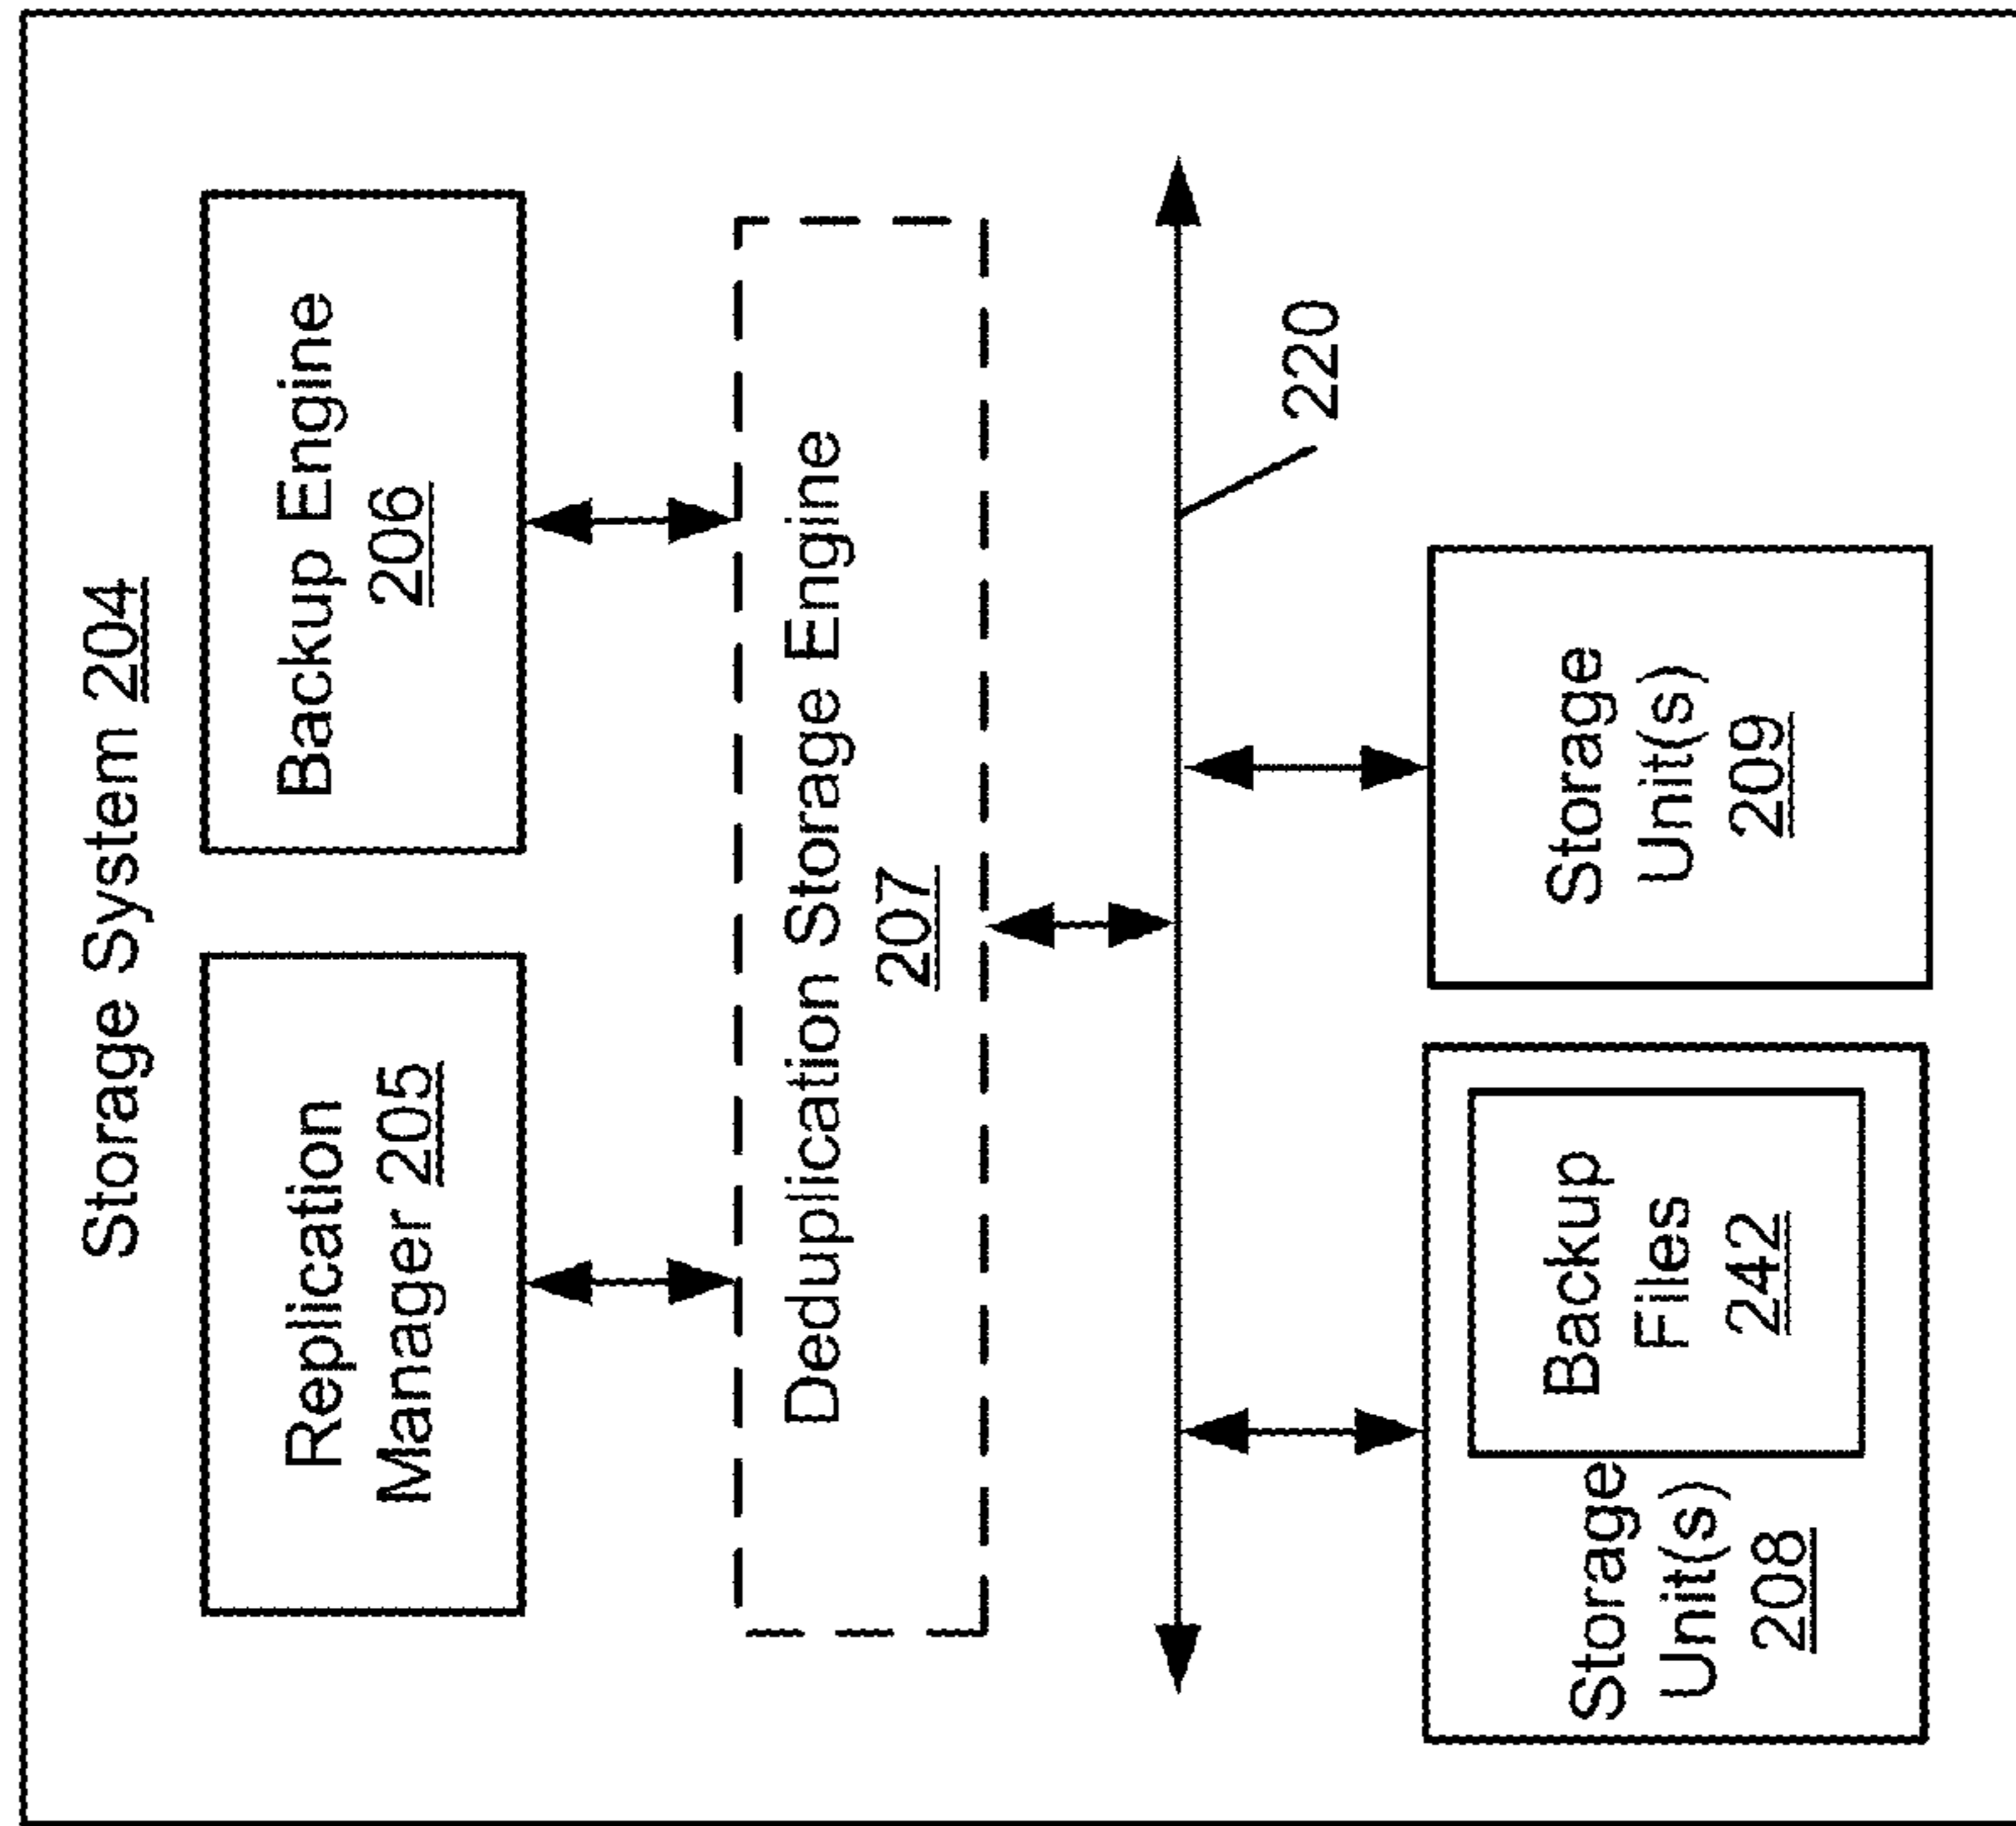 Storage System 204
Replication
Manager 205
Backup Engine
206
Deduplication Storage Engine
207
220
Storage
Unit(s)
208
Backup
Files
242
Storage
Unit(s)
209